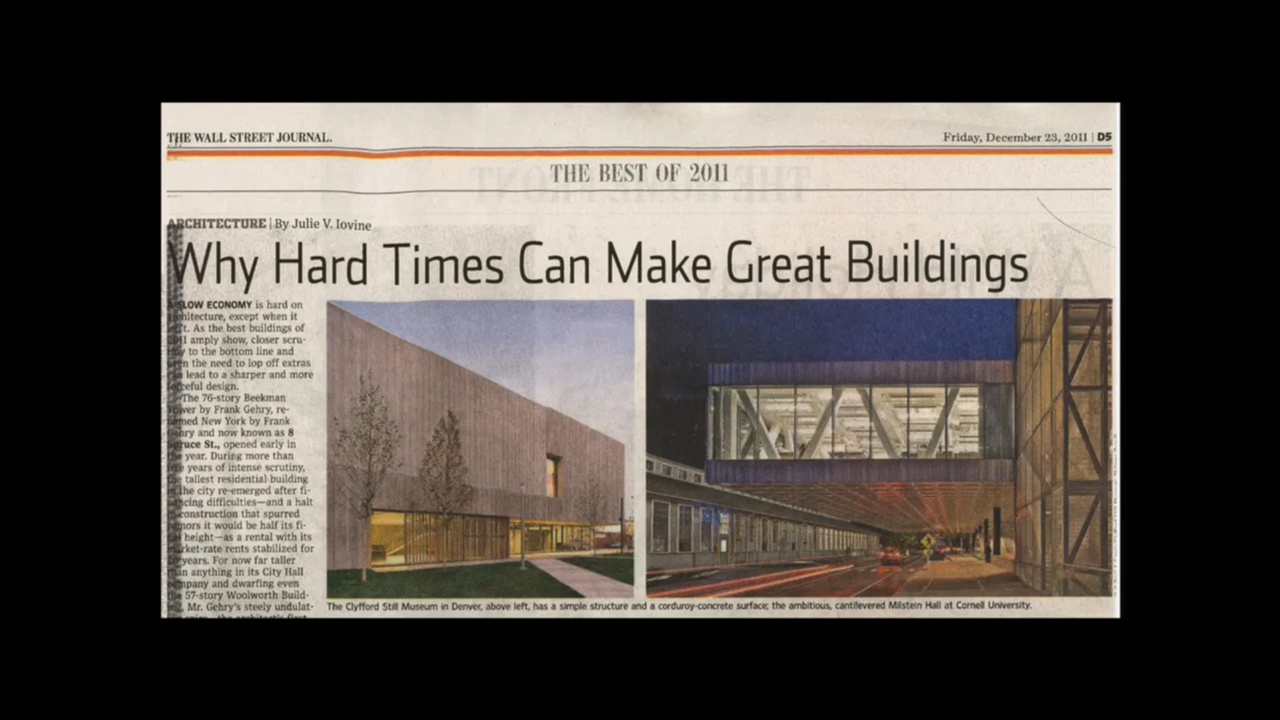 THE WALL STREET JOURNAL.
Friday, December 23, 2011 | D5
THE BEST OF 2011
ARCHITECTURE | By Julie V. Iovine
Why Hard Times Can Make Great Buildings
A SLOW ECONOMY is hard on
architecture, except when it
isn't. As the best buildings of
2011 amply show, closer scru-
tiny to the bottom line and
even the need to lop off extras
can lead to a sharper and more
forceful design.
The 76-story Beekman
Tower by Frank Gehry, re-
named New York by Frank
Gehry and now known as 8
Spruce St., opened early in
the year. During more than
five years of intense scrutiny,
the tallest residential building
in the city re-emerged after fi-
nancing difficulties—and a halt
in construction that spurred
rumors it would be half its fi-
nal height—as a rental with its
market-rate rents stabilized for
20 years. For now far taller
than anything in its City Hall
company and dwarfing even
the 57-story Woolworth Build-
ing, Mr. Gehry's steely undulat-
The Clyfford Still Museum in Denver, above left, has a simple structure and a corduroy-concrete surface; the ambitious, cantilevered Milstein Hall at Cornell University.